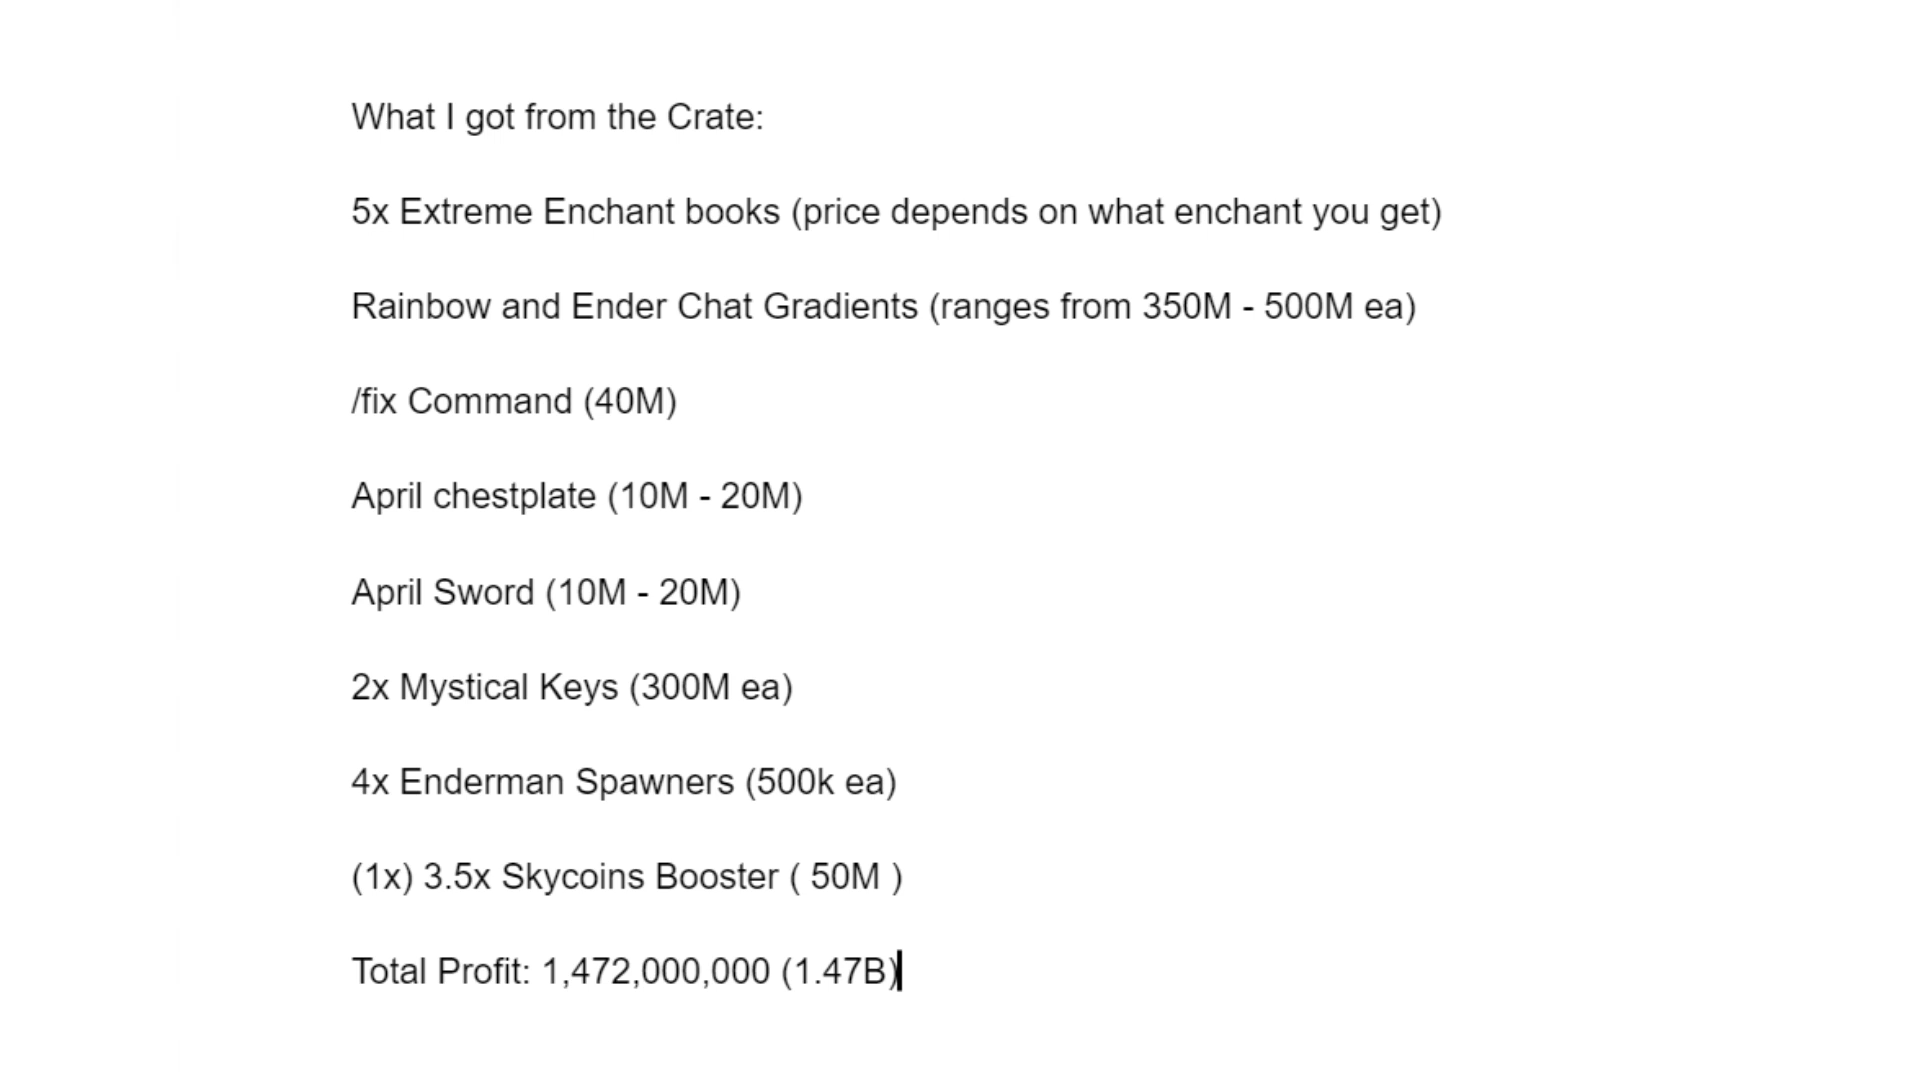 What I got from the Crate:
5x Extreme Enchant books (price depends on what enchant you get)
Rainbow and Ender Chat Gradients (ranges from 350M - 500M ea)
/fix Command (40M)
April chestplate (10M - 20M)
April Sword (10M - 20M)
2x Mystical Keys (300M ea)
4x Enderman Spawners (500k ea)
(1x) 3.5x Skycoins Booster ( 50M )
Total Profit: 1,472,000,000 (1.47B)